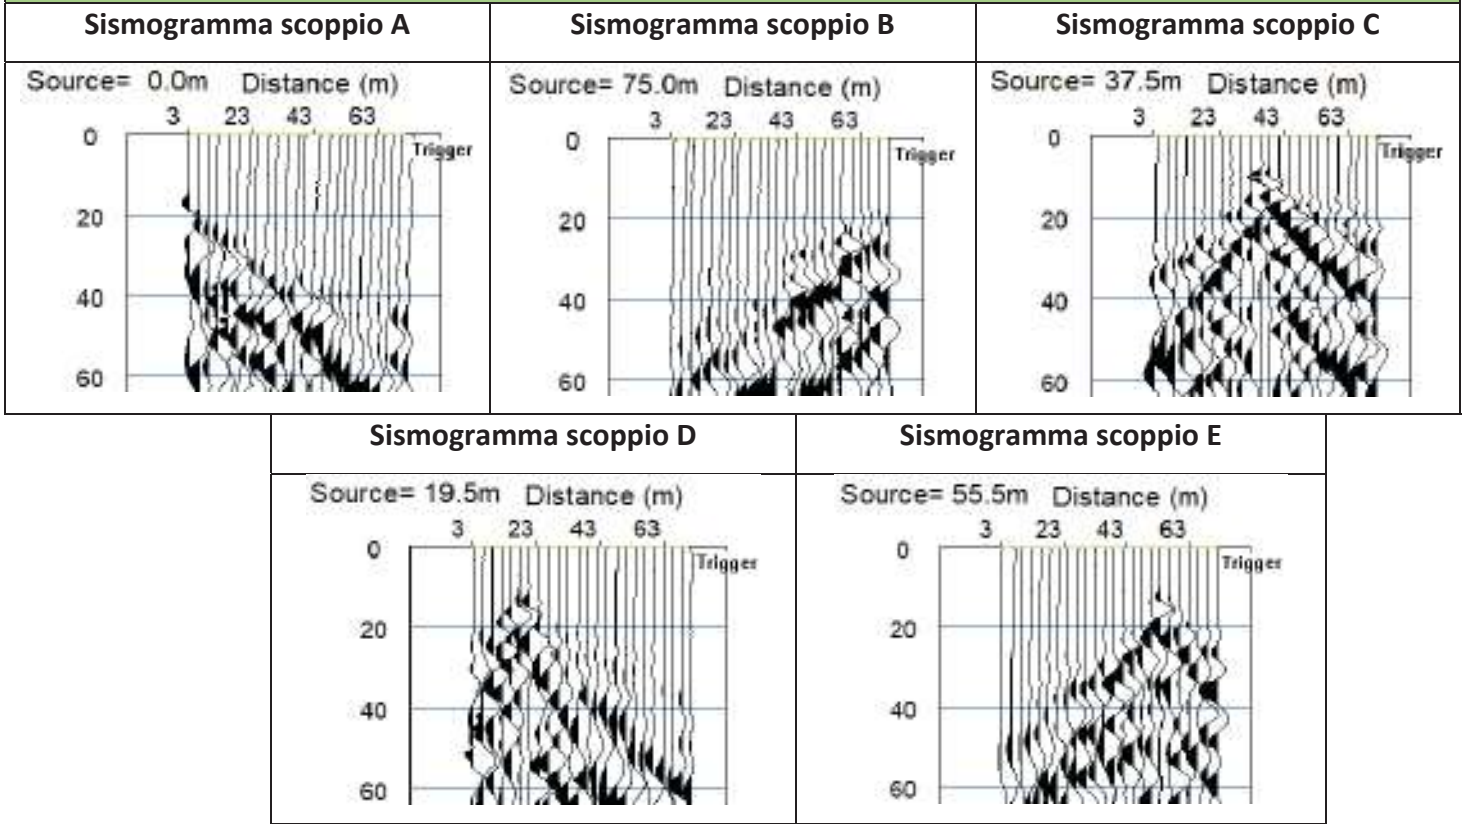 Sismogramma scoppio A
Sismogramma scoppio B
Sismogramma scoppio C
Source= 0.0m Distance (m)
3 23 43 63
0
Trigger
20
40
60
Source= 75.0m Distance (m)
3 23 43 63
0
Trigger
20
40
60
Source= 37.5m Distance (m)
3 23 43 63
0
Trigger
20
40
60
Sismogramma scoppio D
Sismogramma scoppio E
Source= 19.5m Distance (m)
3 23 43 63
0
Trigger
20
40
60
Source= 55.5m Distance (m)
3 23 43 63
0
Trigger
20
40
60